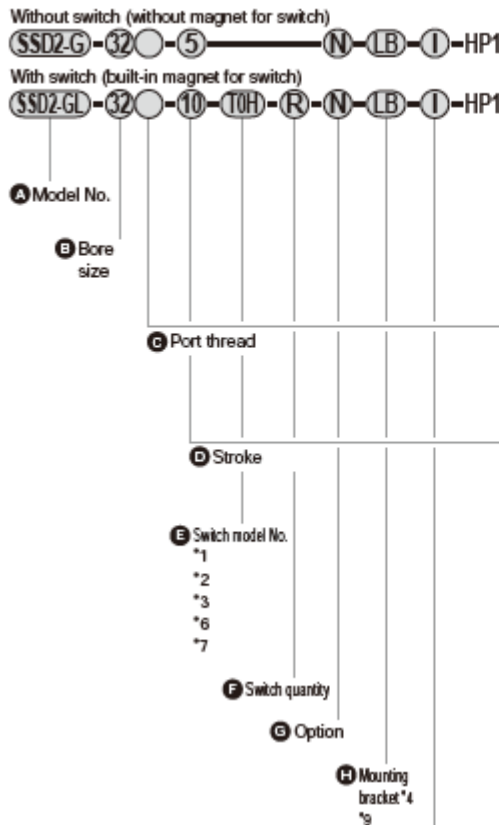 Without switch (without magnet for switch)
SSD2-G-32 -5 N-LB-I-HP1
With switch (built-in magnet for switch)
SSD2-GL-32 -10-T0H-R-N-LB-I-HP1
A Model No.
B Bore
size
C Port thread
D Stroke
E Switch model No.
*1
*2
*3
*6
*7
F Switch quantity
G Option
H Mounting
bracket *4
*9